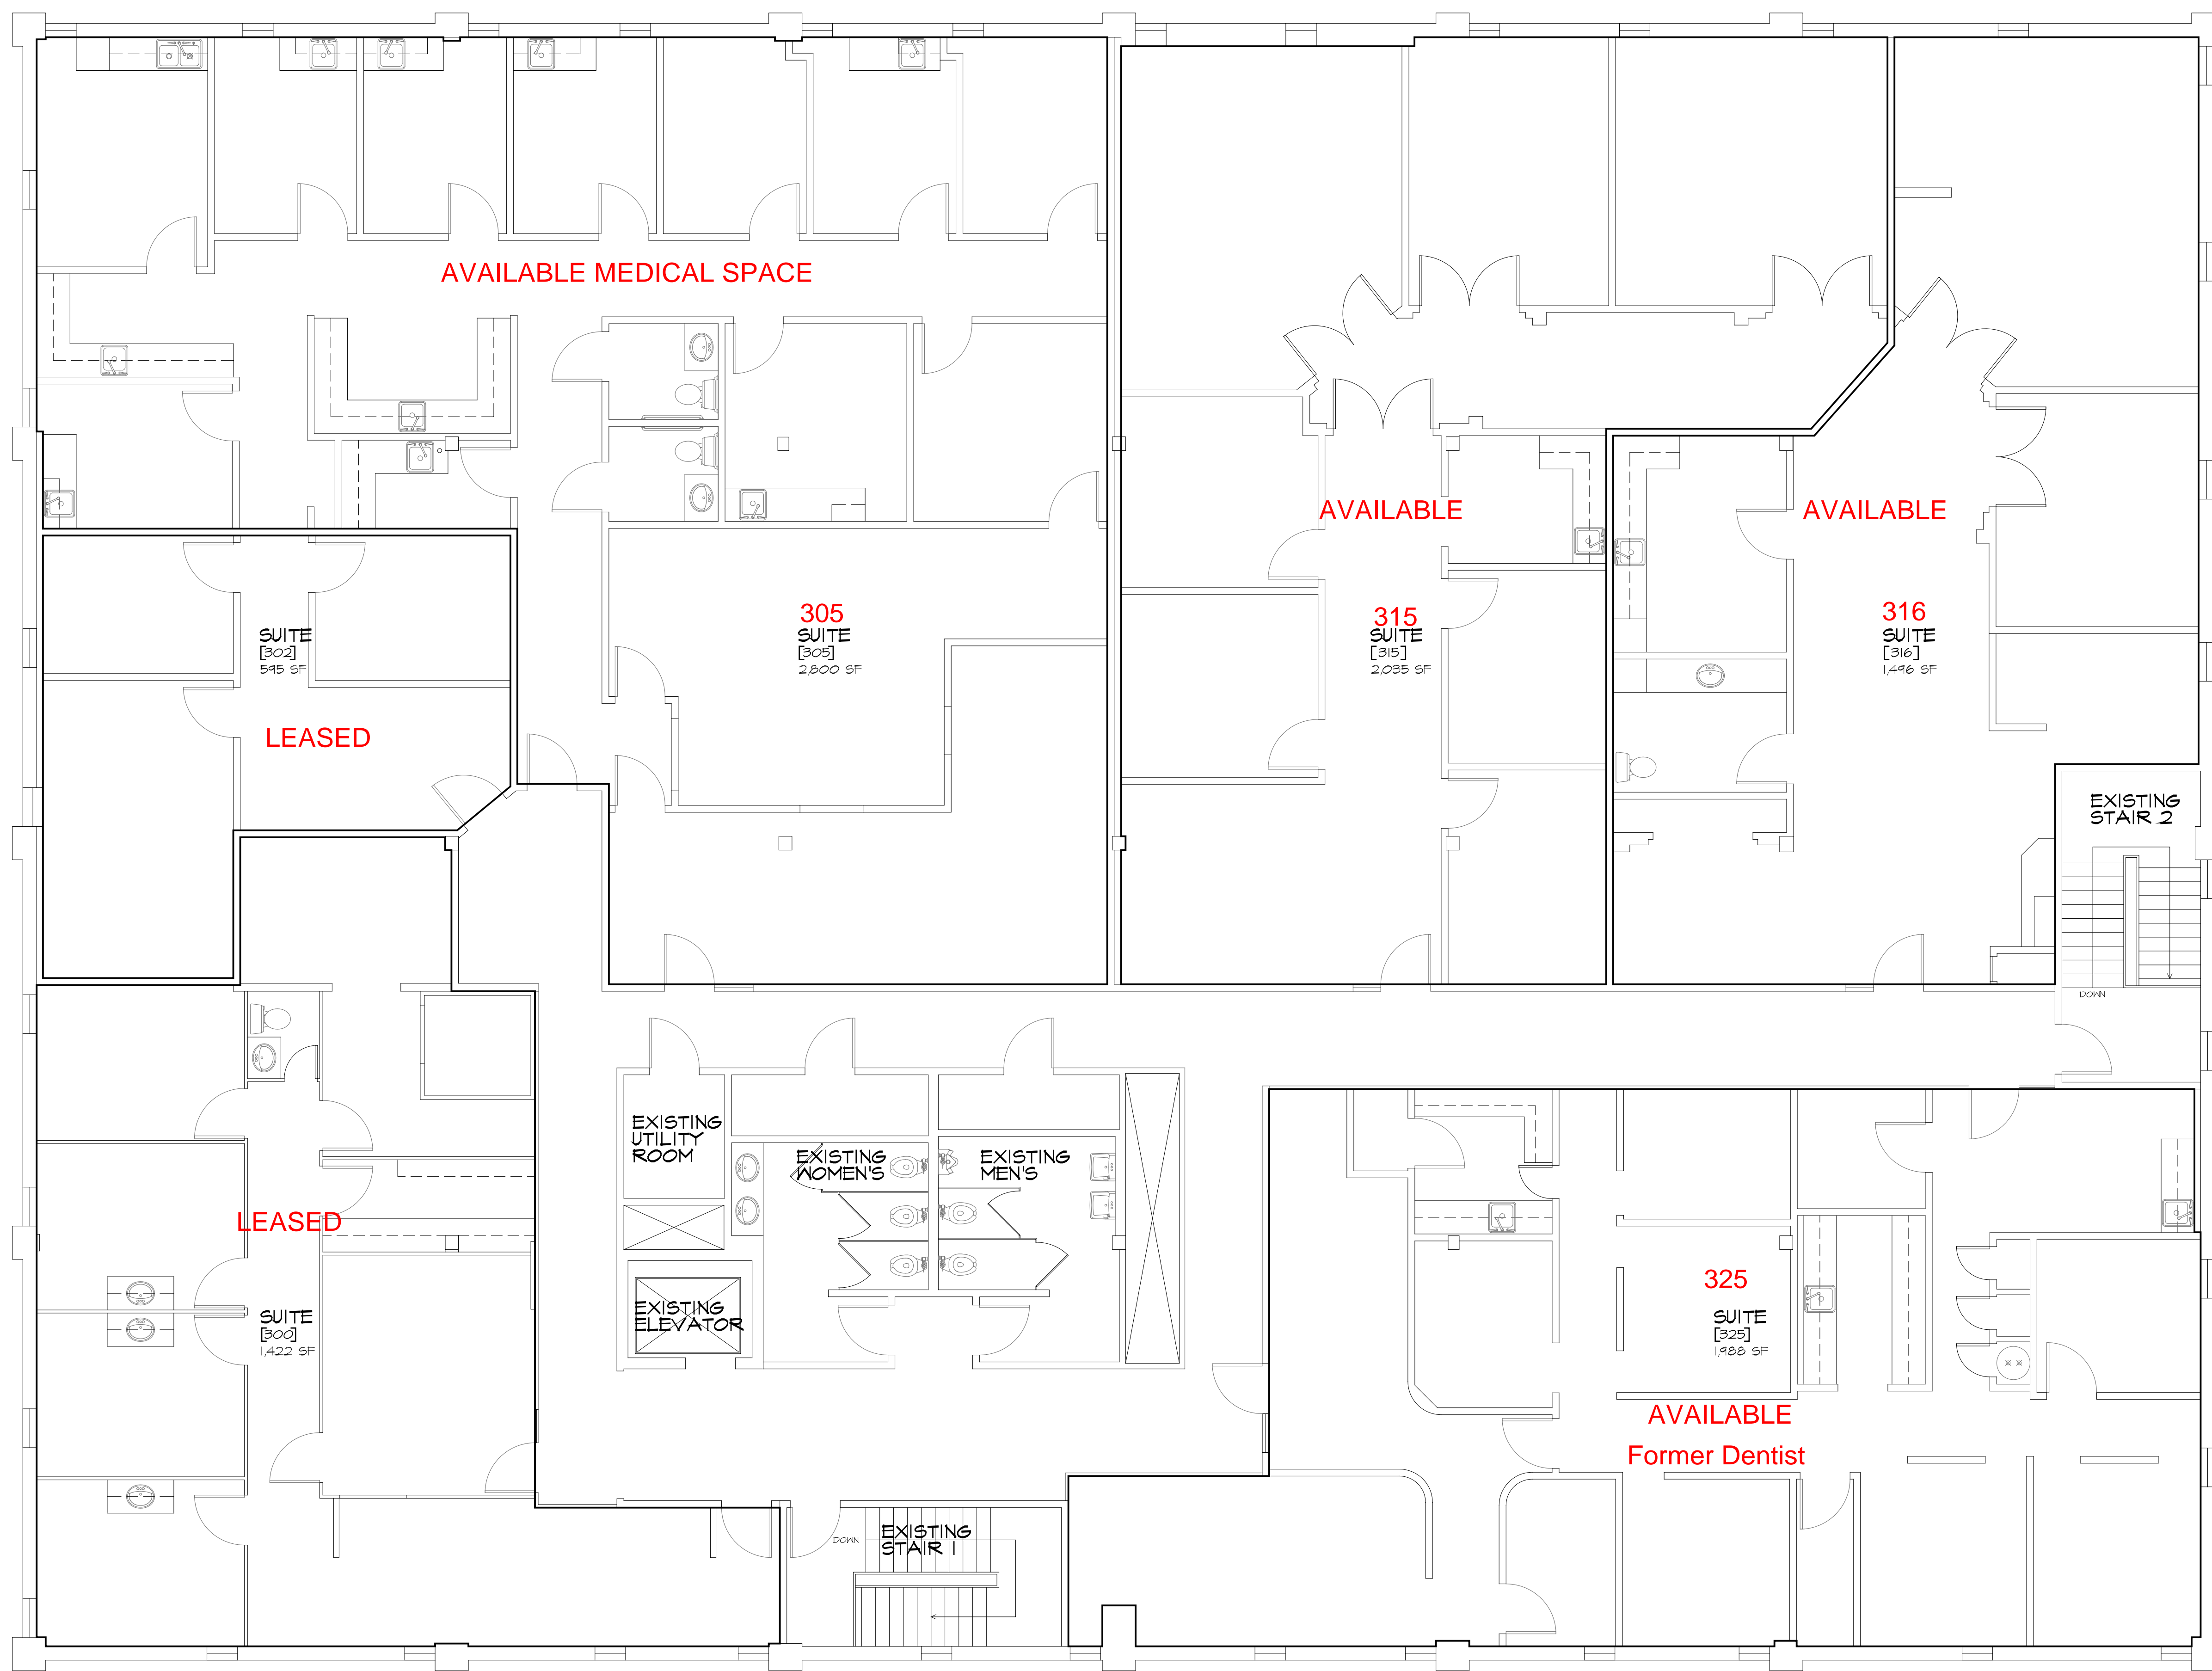 AVAILABLE MEDICAL SPACE
AVAILABLE
AVAILABLE
305
SUITE
[305]
2,800 SF
315
SUITE
[315]
2,035 SF
316
SUITE
[316]
1,496 SF
SUITE
[302]
595 SF
LEASED
EXISTING
STAIR 2
DOWN
EXISTING
UTILITY
ROOM
EXISTING
WOMEN'S
EXISTING
MEN'S
LEASED
SUITE
[300]
1,422 SF
EXISTING
ELEVATOR
325
SUITE
[325]
1,988 SF
AVAILABLE
Former Dentist
DOWN
EXISTING
STAIR 1